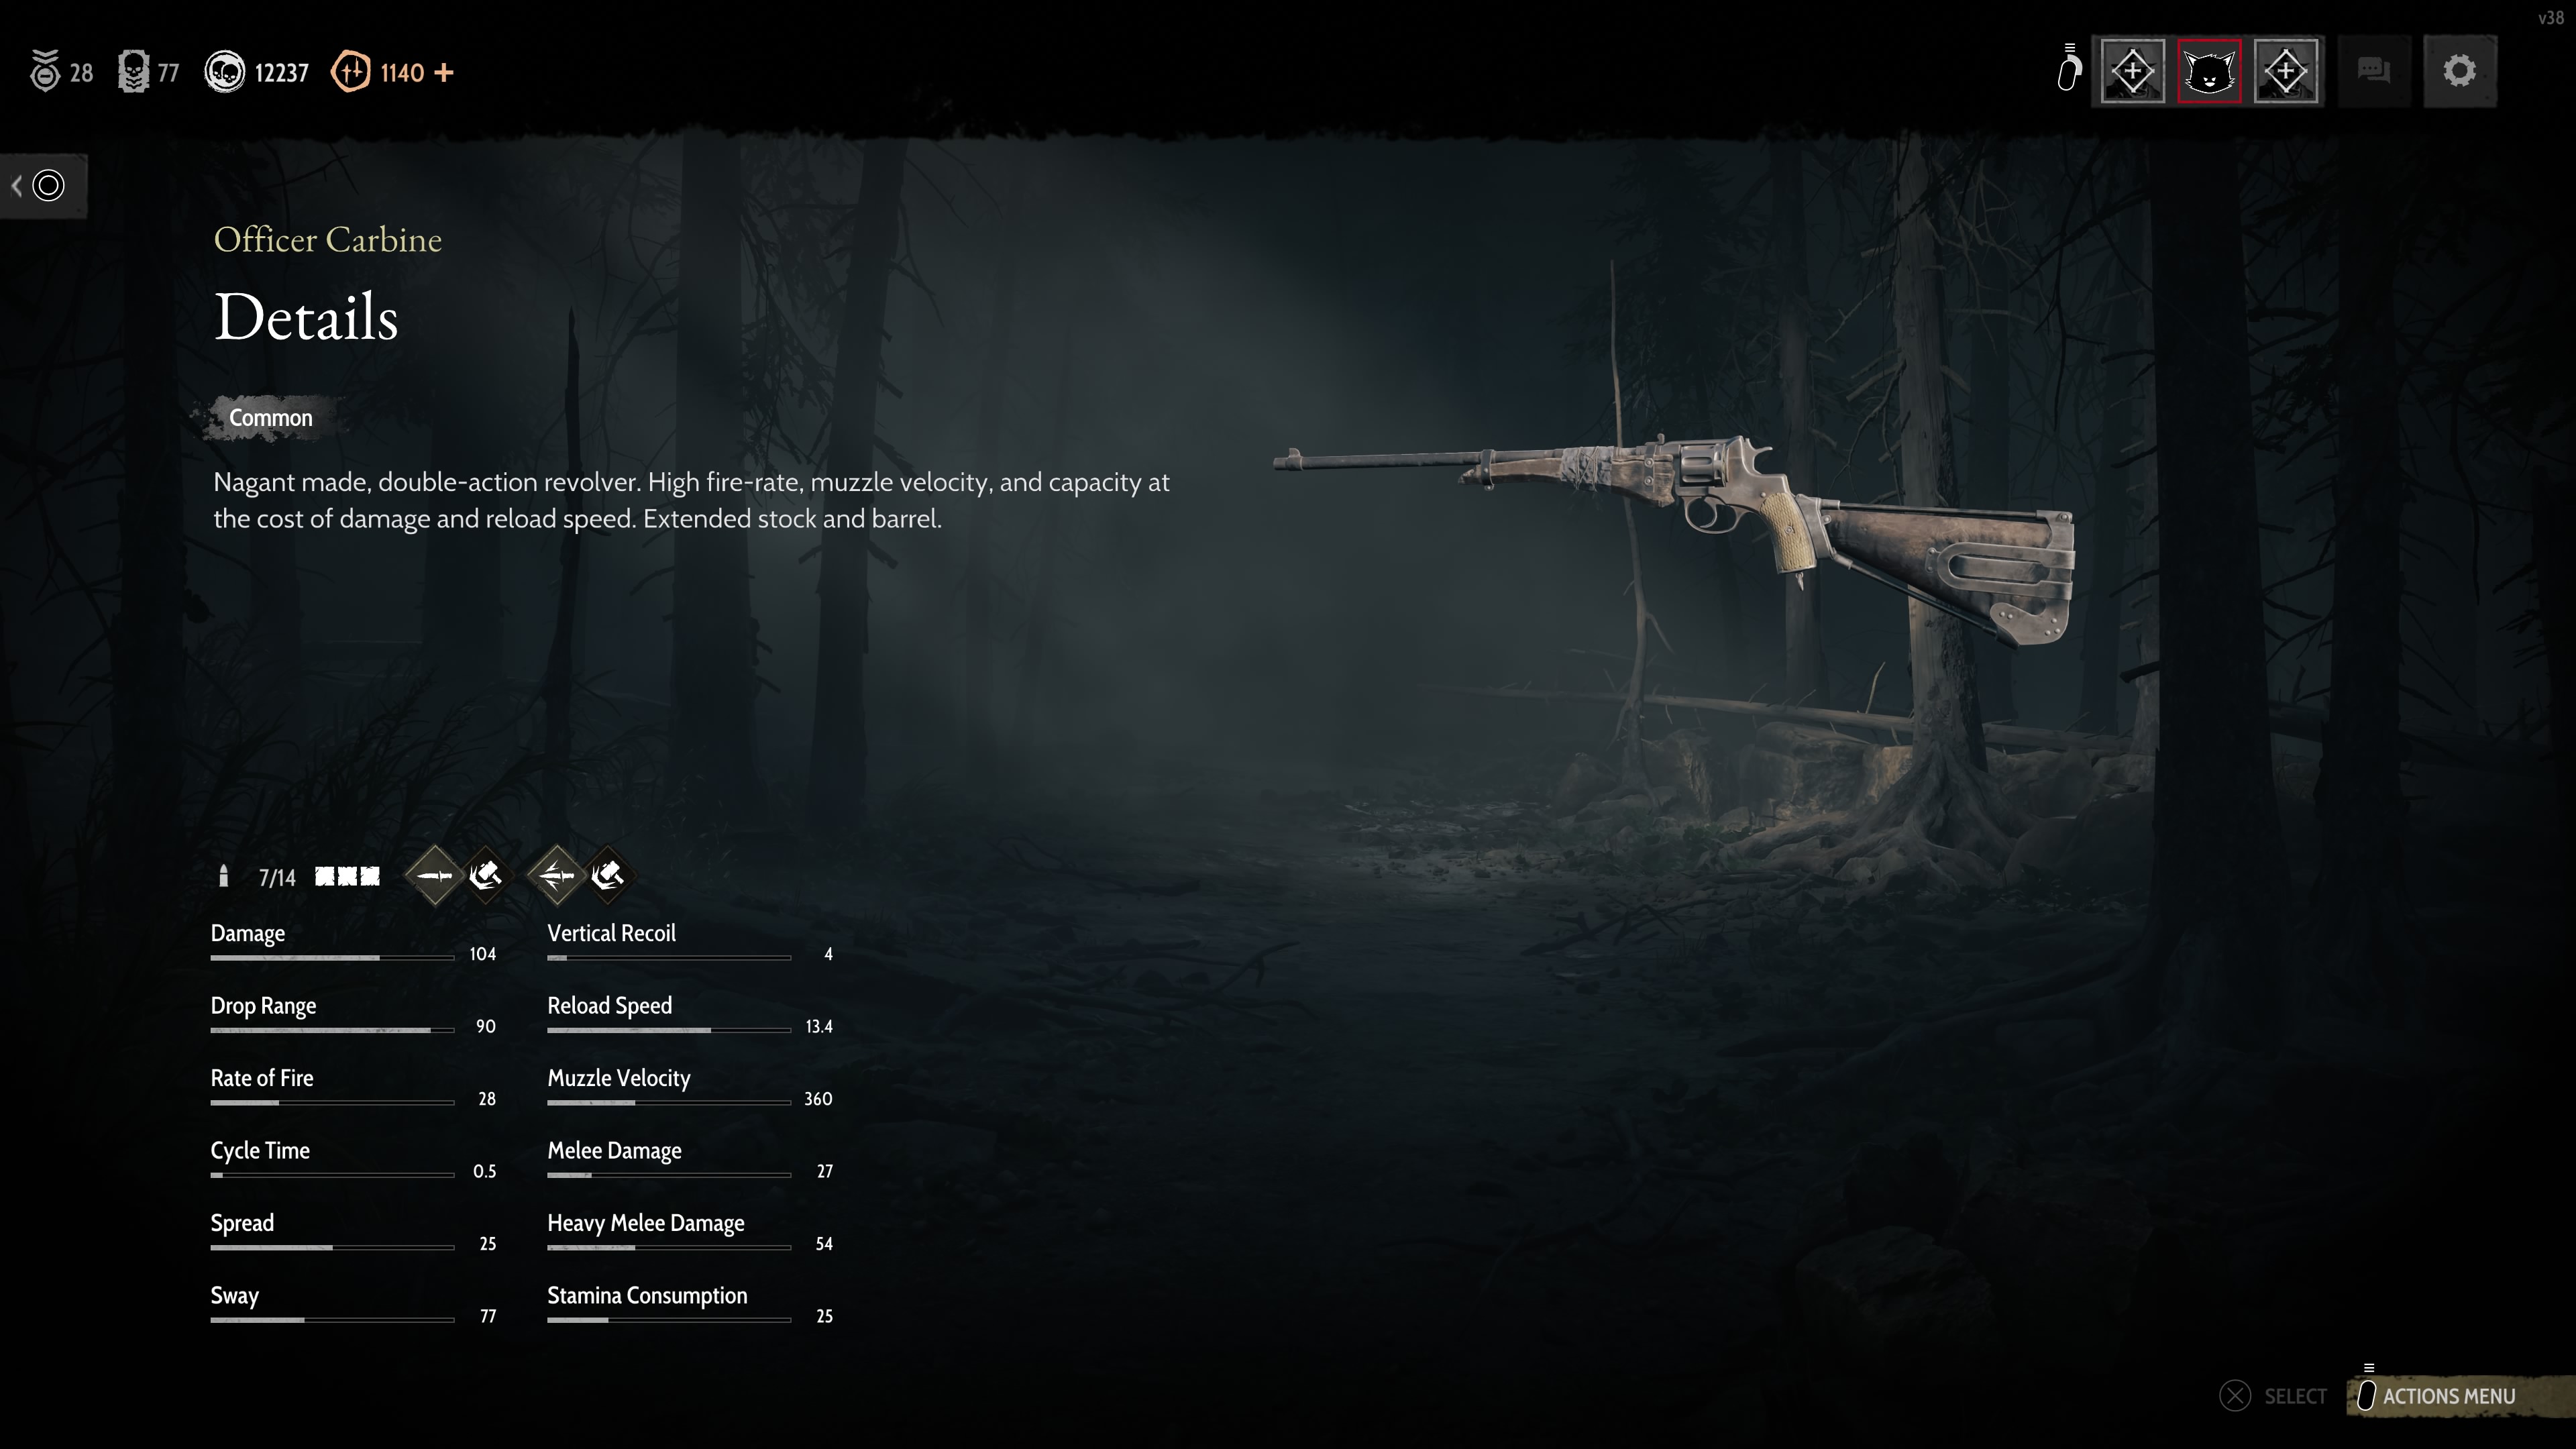 v38
28
77
12237
1140
Officer Carbine
Details
Common
Nagant made, double-action revolver. High fire-rate, muzzle velocity, and capacity at
the cost of damage and reload speed. Extended stock and barrel.
7/14
Damage 104
Drop Range 90
Rate of Fire 28
Cycle Time 0.5
Spread 25
Sway 77
Vertical Recoil 4
Reload Speed 13.4
Muzzle Velocity 360
Melee Damage 27
Heavy Melee Damage 54
Stamina Consumption 25
SELECT
ACTIONS MENU